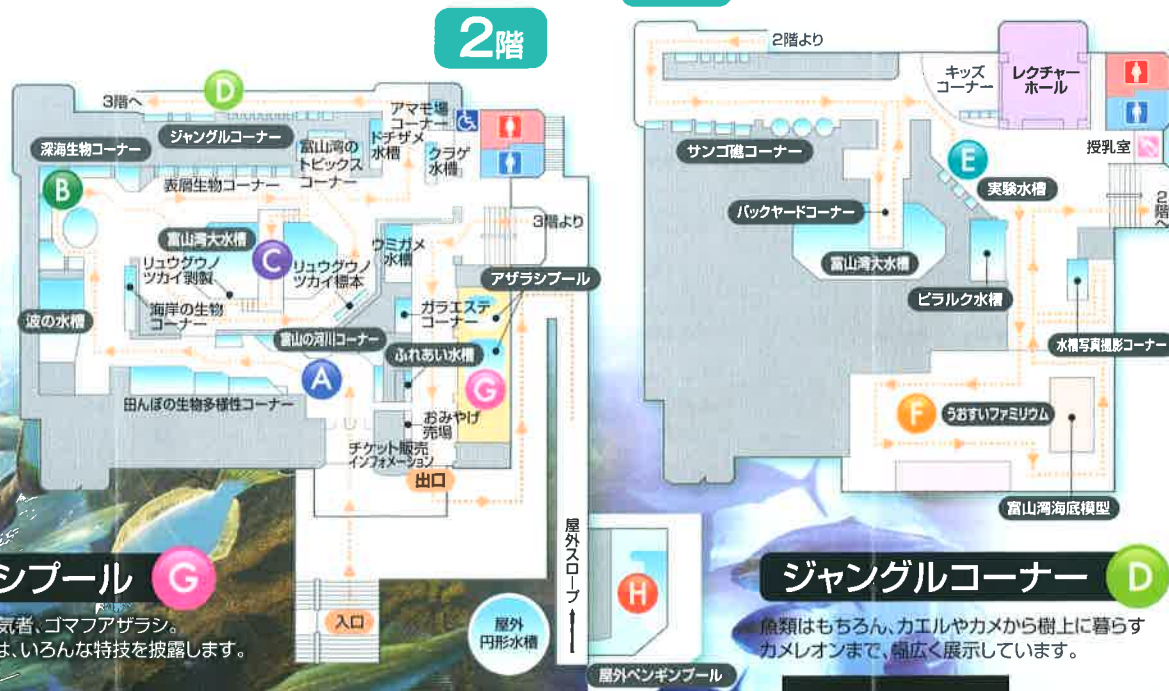 2階
3階へ
D
ジャングルコーナー
アマモ場
コーナー
ドチザメ
水槽
クラゲ
水槽
深海生物コーナー
B
富山湾の
トピックス
コーナー
表層生物コーナー
3階より
富山湾大水槽
C
ウミガメ
水槽
リュウグウノ
ツカイ剥製
リュウグウノ
ツカイ標本
アザラシプール
海岸の生物
コーナー
ガラエステ
コーナー
波の水槽
富山の河川コーナー
ふれあい水槽
A
G
田んぼの生物多様性コーナー
おみやげ
売場
チケット販売
インフォメーション
出口
屋外スロープ
入口
屋外
円形水槽
H
屋外ペンギンプール
2階より
キッズ
コーナー
レクチャー
ホール
サンゴ礁コーナー
授乳室
E
実験水槽
バックヤードコーナー
2階へ
富山湾大水槽
ピラルク水槽
水槽写真撮影コーナー
F
うおすいファミリウム
富山湾海底模型
シプール G
気者、ゴマフアザラシ。
は、いろんな特技を披露します。
ジャングルコーナー D
魚類はもちろん、カエルやカメから樹上に暮らす
カメレオンまで、幅広く展示しています。